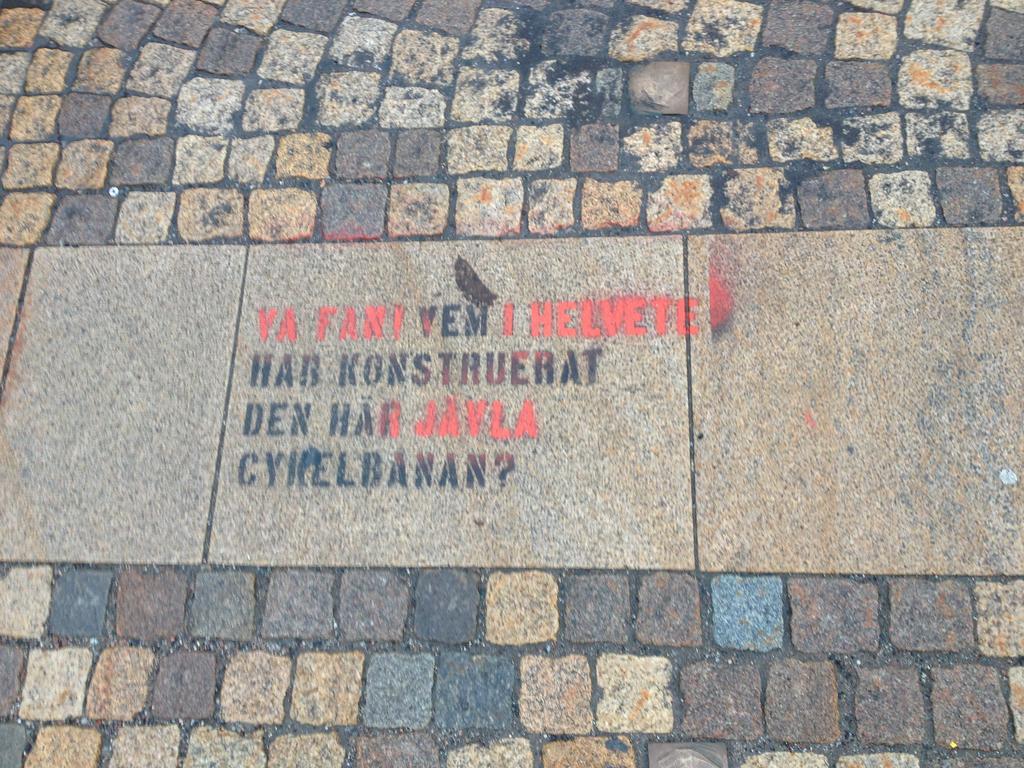 VA FAN! VEM I HELVETE
HAR KONSTRUERAT
DEN HÄR JÄVLA
CYKELBANAN?